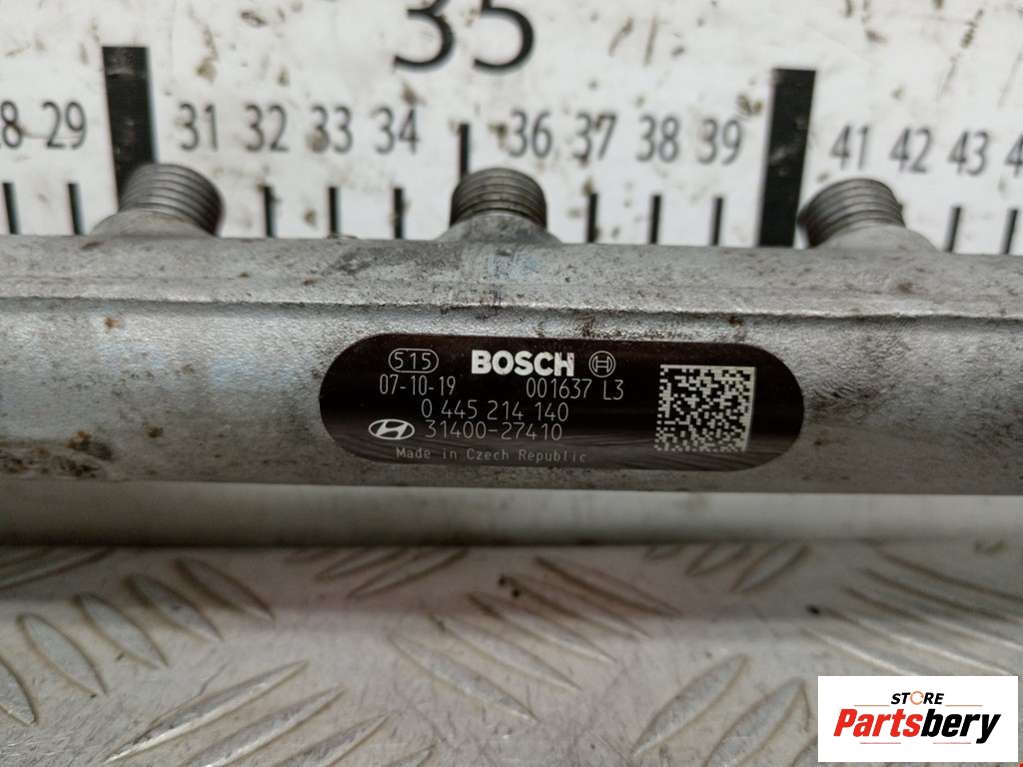 35
28 29 31 32 33 34 36 37 38 39 41 42 43 4
515 BOSCH
07-10-19 001637 L3
0 445 214 140
31400-27410
Made in Czech Republic
STORE
Partsbery